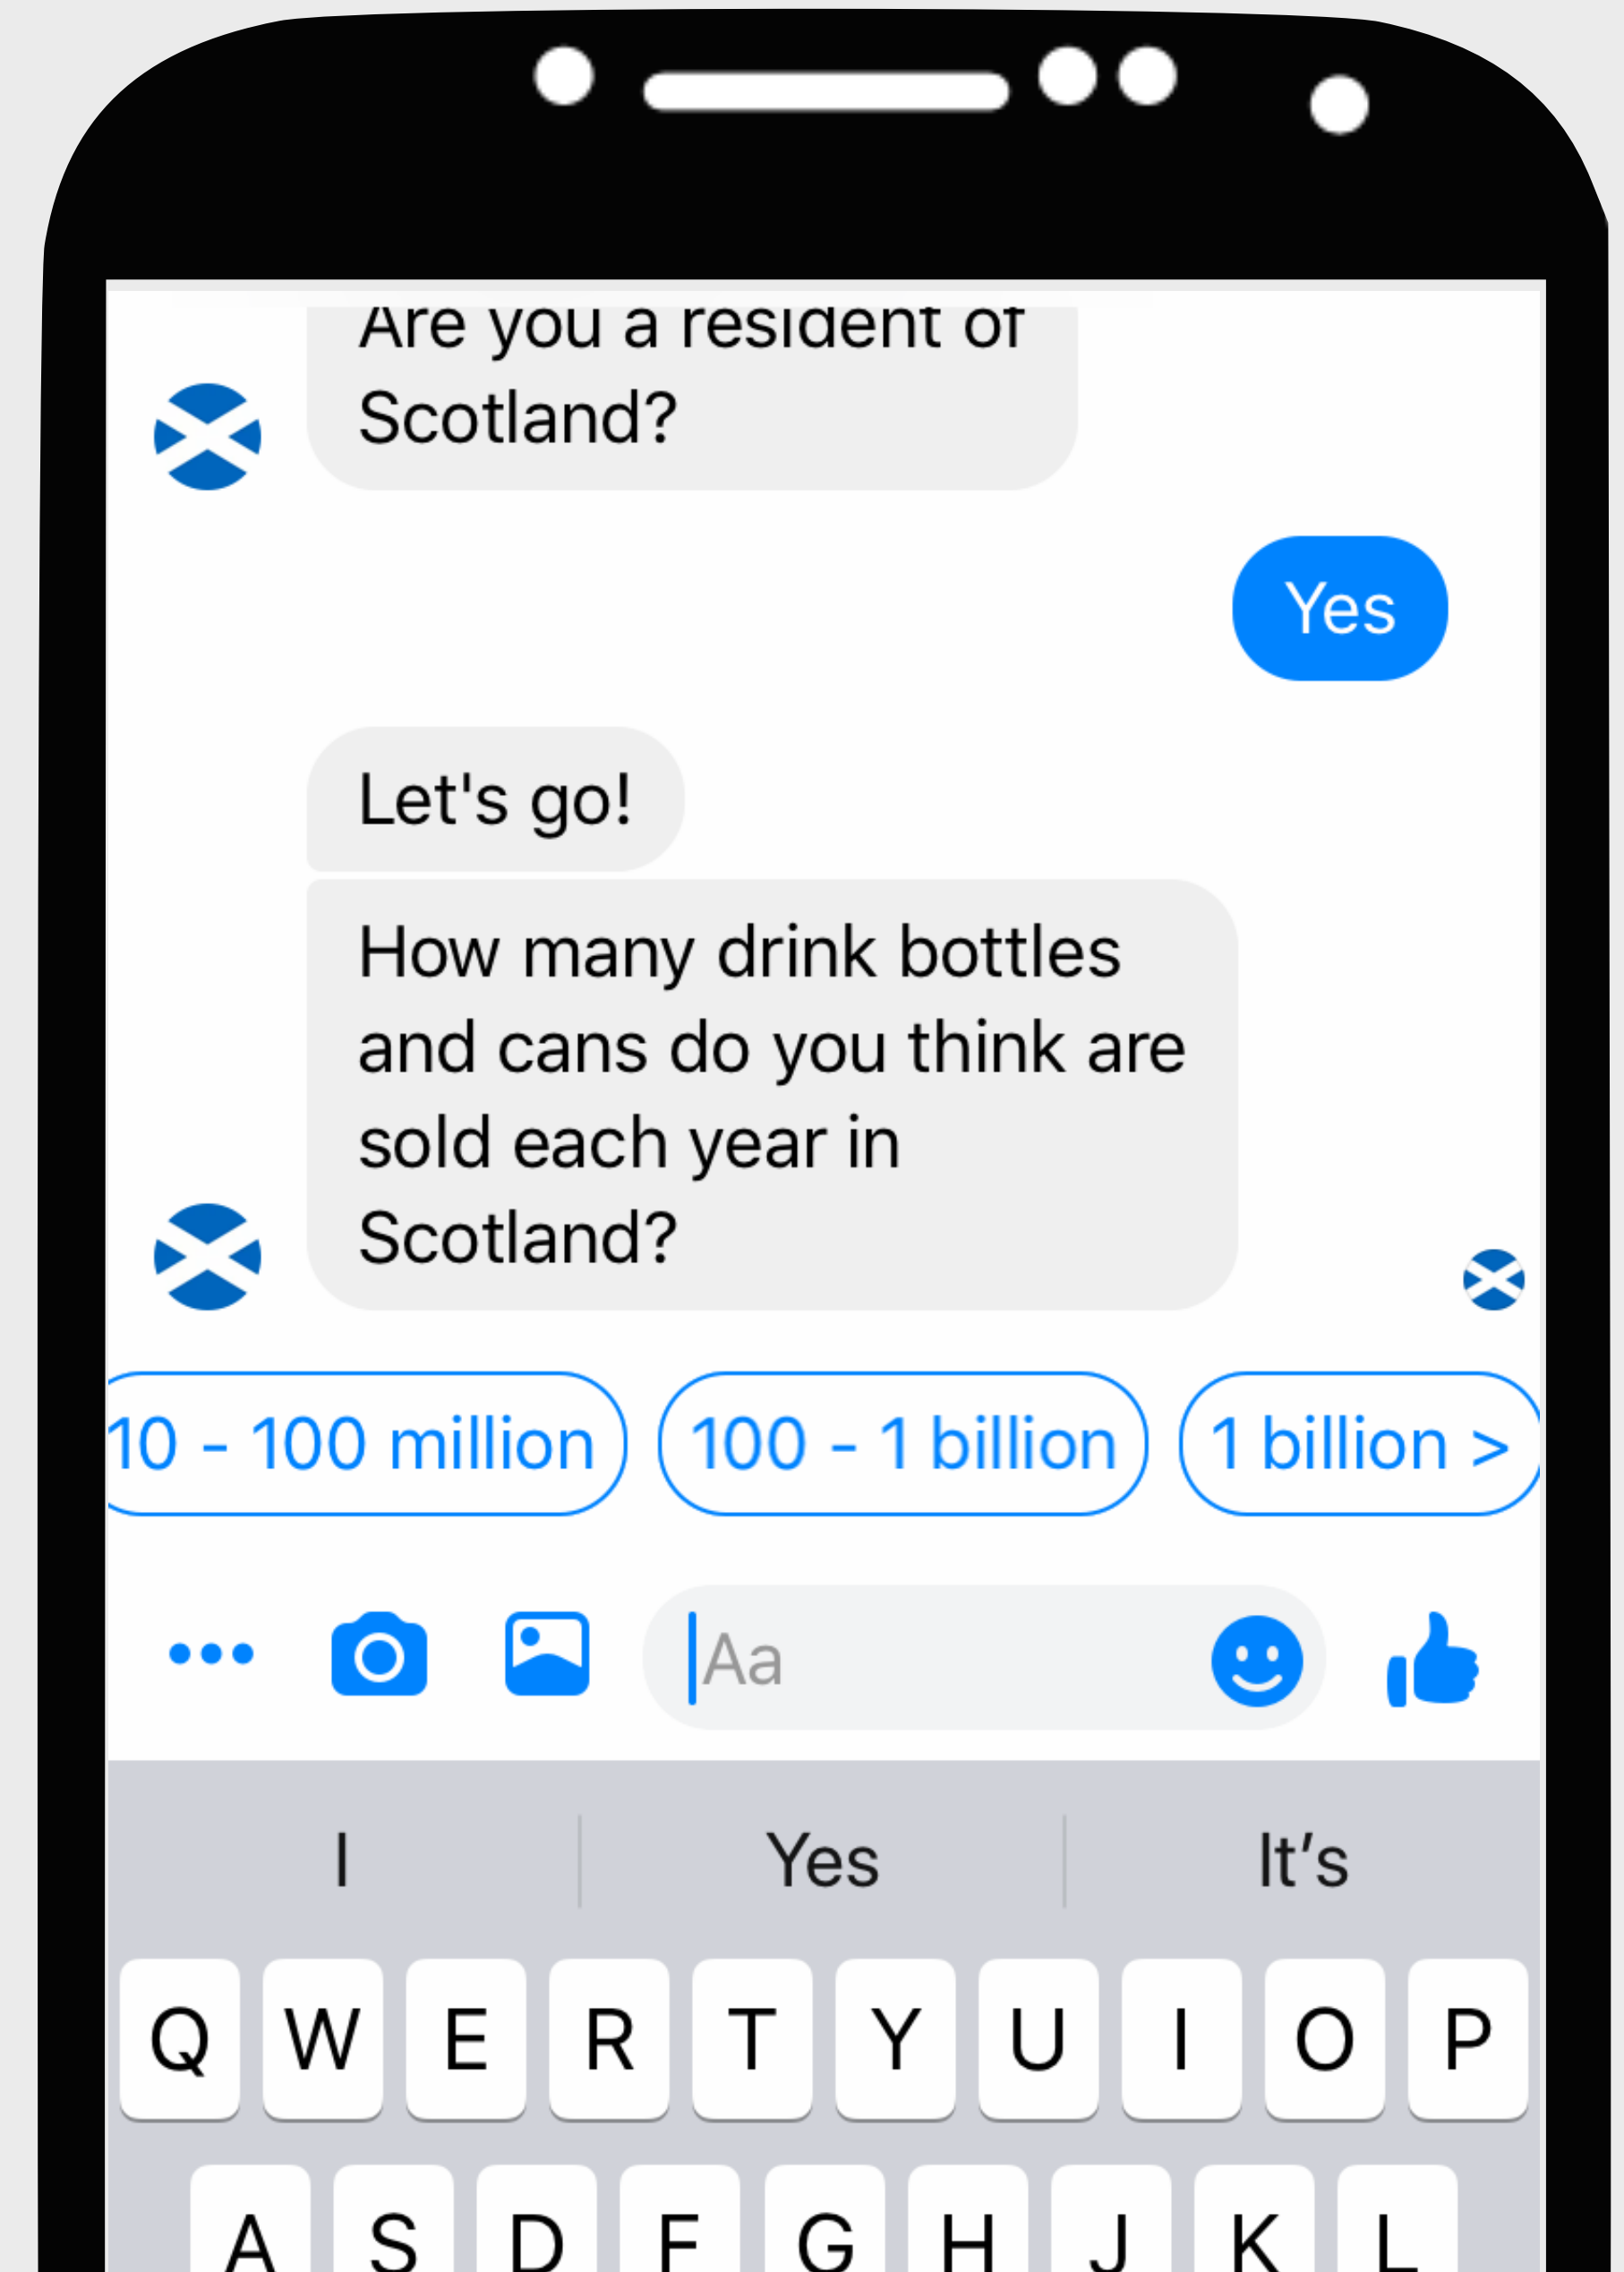 Are you a resident of
Scotland?
Yes
Let's go!
How many drink bottles
and cans do you think are
sold each year in
Scotland?
10 - 100 million
100 - 1 billion
1 billion >
Aa
I
Yes
It’s
Q W E R T Y U I O P
A S D F G H J K L